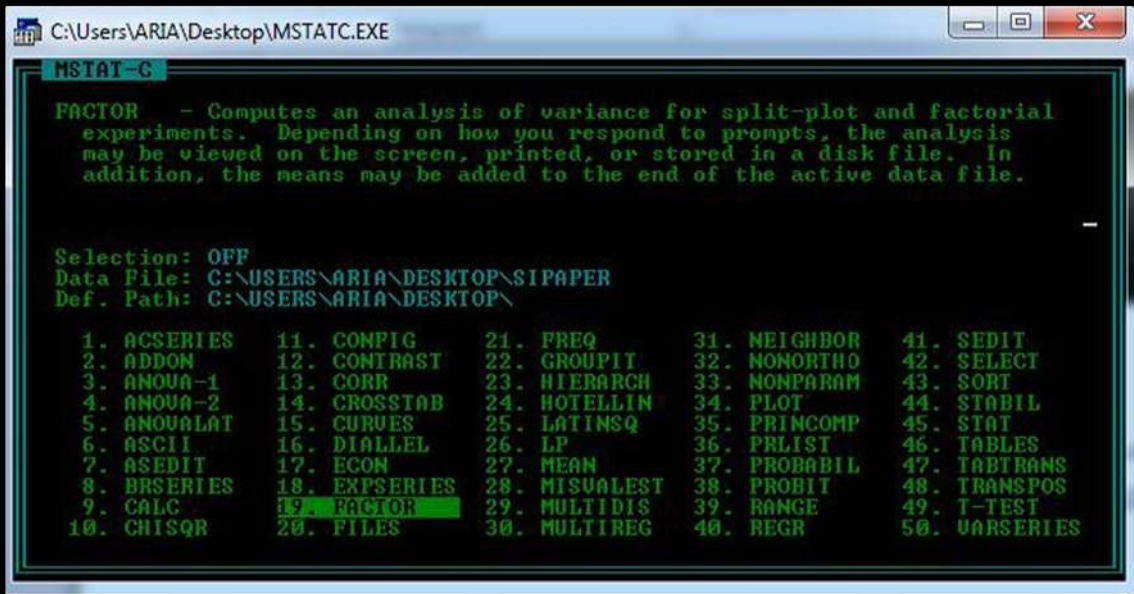 C:\Users\ARIA\Desktop\MSTATC.EXE
MSTAT-C
FACTOR - Computes an analysis of variance for split-plot and factorial
experiments. Depending on how you respond to prompts, the analysis
may be viewed on the screen, printed, or stored in a disk file. In
addition, the means may be added to the end of the active data file.
Selection: OFF
Data File: C:\USERS\ARIA\DESKTOP\SIPAPER
Def. Path: C:\USERS\ARIA\DESKTOP\
1. ACSERIES 11. CONFIG 21. FREQ 31. NEIGHBOR 41. SEDIT
2. ADDON 12. CONTRAST 22. GROUPIT 32. NONORTHO 42. SELECT
3. ANOVA-1 13. CORR 23. HIERARCH 33. NONPARAM 43. SORT
4. ANOVA-2 14. CROSSTAB 24. HOTELLIN 34. PLOT 44. STABIL
5. ANOVALAT 15. CURVES 25. LATINSQ 35. PRINCOMP 45. STAT
6. ASCII 16. DIALLEL 26. LP 36. PRLIST 46. TABLES
7. ASEDIT 17. ECON 27. MEAN 37. PROBABIL 47. TABTRANS
8. BRSERIES 18. EXPSERIES 28. MISVALEST 38. PROBIT 48. TRANSPOS
9. CALC 19. FACTOR 29. MULTIDIS 39. RANGE 49. T-TEST
10. CHISQR 20. FILES 30. MULTIREG 40. REGR 50. VARSERIES